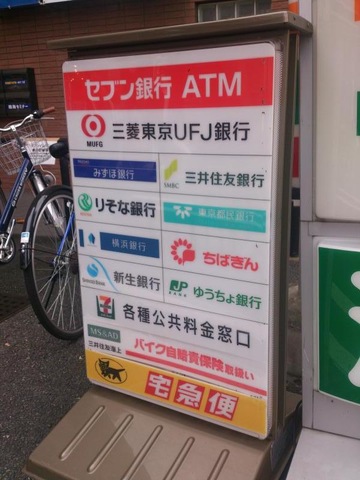 セブン銀行 ATM
MUFG
三菱東京UFJ銀行
みずほ銀行
SMBC
三井住友銀行
りそな銀行
東京都民銀行
横浜銀行
ちばぎん
新生銀行
JP
ゆうちょ銀行
各種公共料金窓口
MS&AD
三井住友海上
バイク自賠責保険取扱い
宅急便